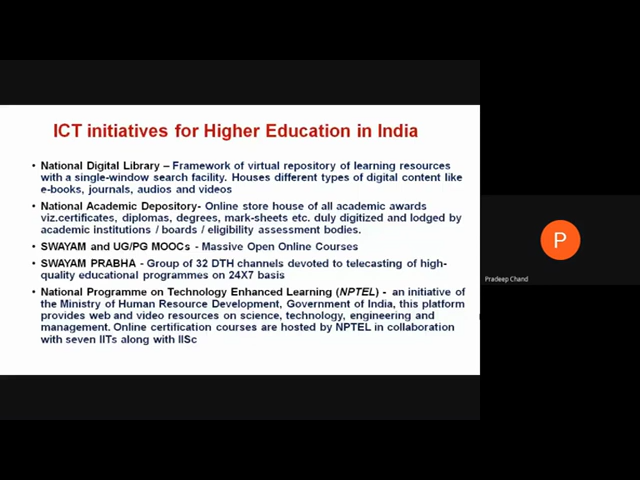 ICT initiatives for Higher Education in India
• National Digital Library – Framework of virtual repository of learning resources
with a single-window search facility. Houses different types of digital content like
e-books, journals, audios and videos
• National Academic Depository- Online store house of all academic awards
viz.certificates, diplomas, degrees, mark-sheets etc. duly digitized and lodged by
academic institutions / boards / eligibility assessment bodies.
• SWAYAM and UG/PG MOOCs - Massive Open Online Courses
• SWAYAM PRABHA - Group of 32 DTH channels devoted to telecasting of high-
quality educational programmes on 24X7 basis
• National Programme on Technology Enhanced Learning (NPTEL) - an initiative of
the Ministry of Human Resource Development, Government of India, this platform
provides web and video resources on science, technology, engineering and
management. Online certification courses are hosted by NPTEL in collaboration
with seven IITs along with IISc
P
Pradeep Chand